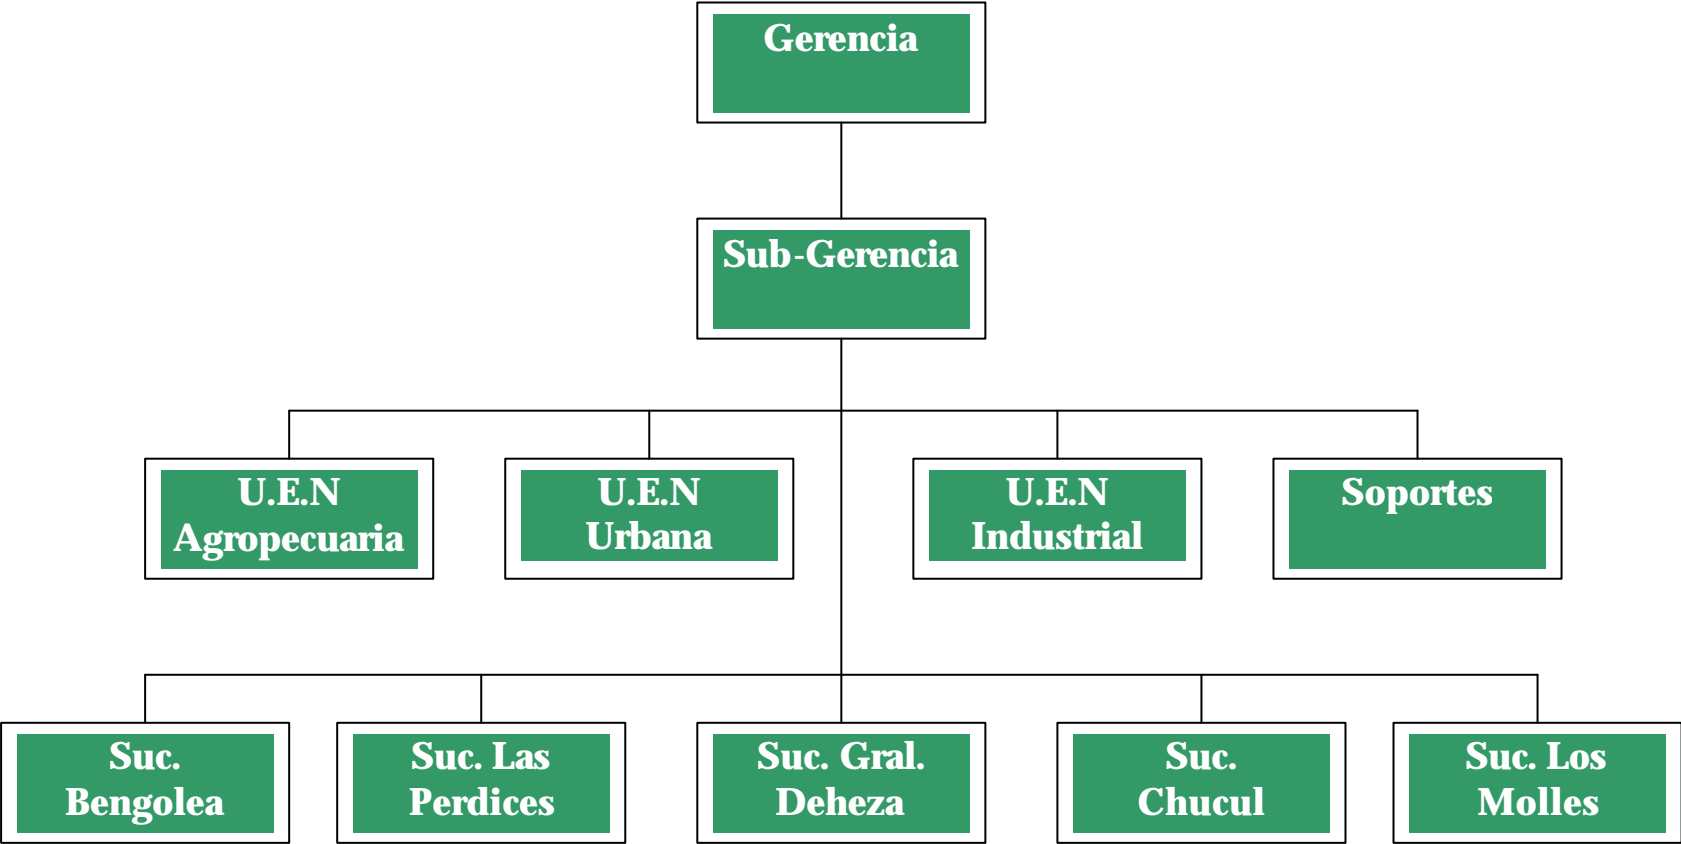 Gerencia
Sub-Gerencia
U.E.N
Agropecuaria
U.E.N
Urbana
U.E.N
Industrial
Soportes
Suc.
Bengolea
Suc. Las
Perdices
Suc. Gral.
Deheza
Suc.
Chucul
Suc. Los
Molles